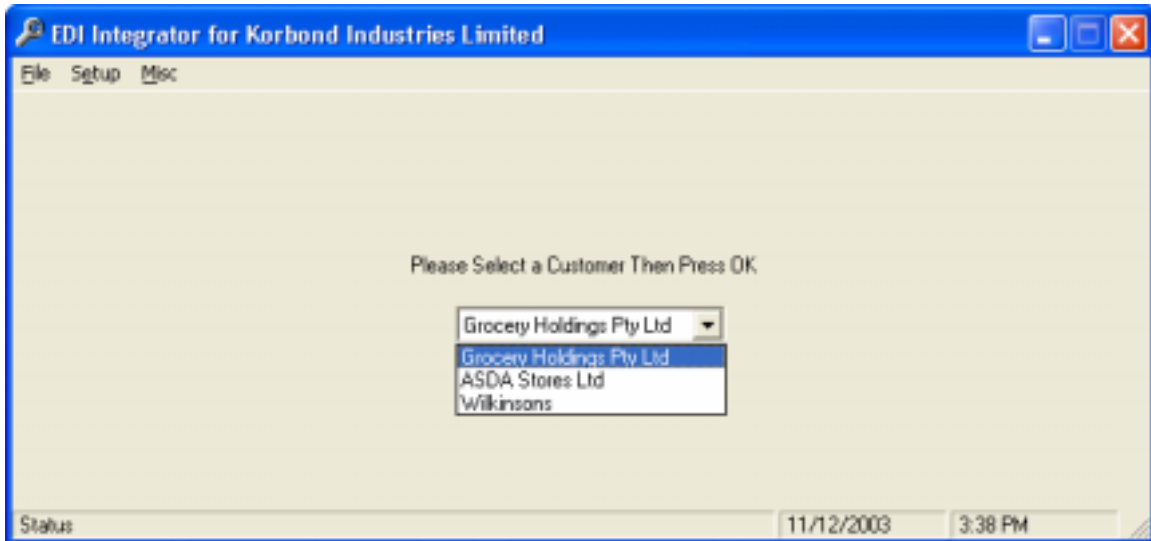 EDI Integrator for Korbond Industries Limited
File Setup Misc
Please Select a Customer Then Press OK
Grocery Holdings Pty Ltd
Grocery Holdings Pty Ltd
ASDA Stores Ltd
Wilkinsons
Status 11/12/2003 3:38 PM